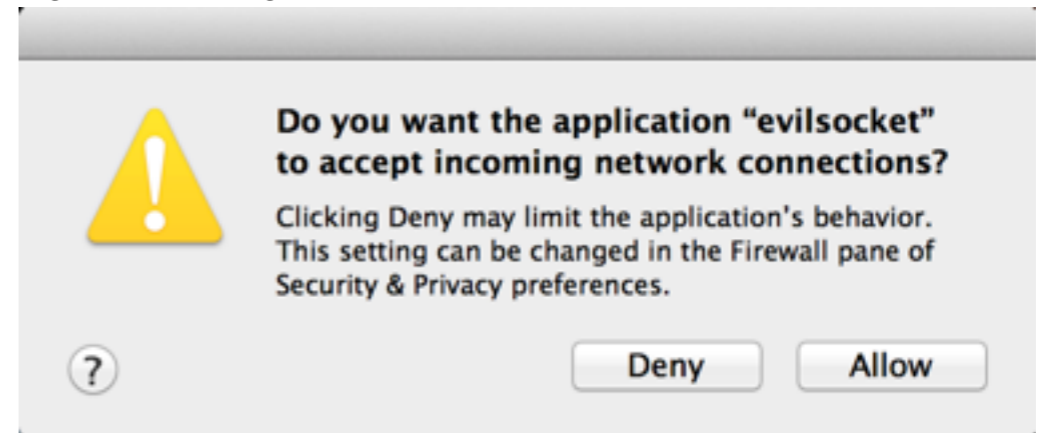 Do you want the application “evilsocket”
to accept incoming network connections?
Clicking Deny may limit the application’s behavior.
This setting can be changed in the Firewall pane of
Security & Privacy preferences.
?
Deny
Allow